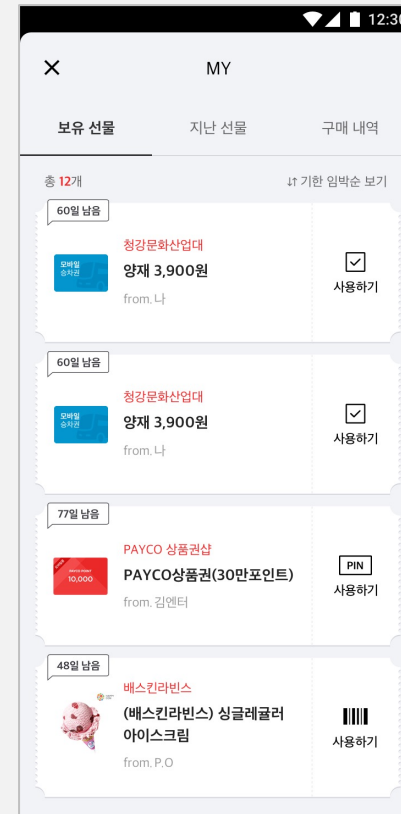 12:30
MY
보유 선물
지난 선물
구매 내역
총 12개
기한 임박순 보기
60일 남음
모바일
승차권
청강문화산업대
양재 3,900원
from. 나
사용하기
60일 남음
모바일
승차권
청강문화산업대
양재 3,900원
from. 나
사용하기
77일 남음
10,000
PAYCO 상품권샵
PAYCO상품권(30만포인트)
from. 김엔터
PIN
사용하기
48일 남음
배스킨라빈스
(배스킨라빈스) 싱글레귤러
아이스크림
from. P.O
사용하기